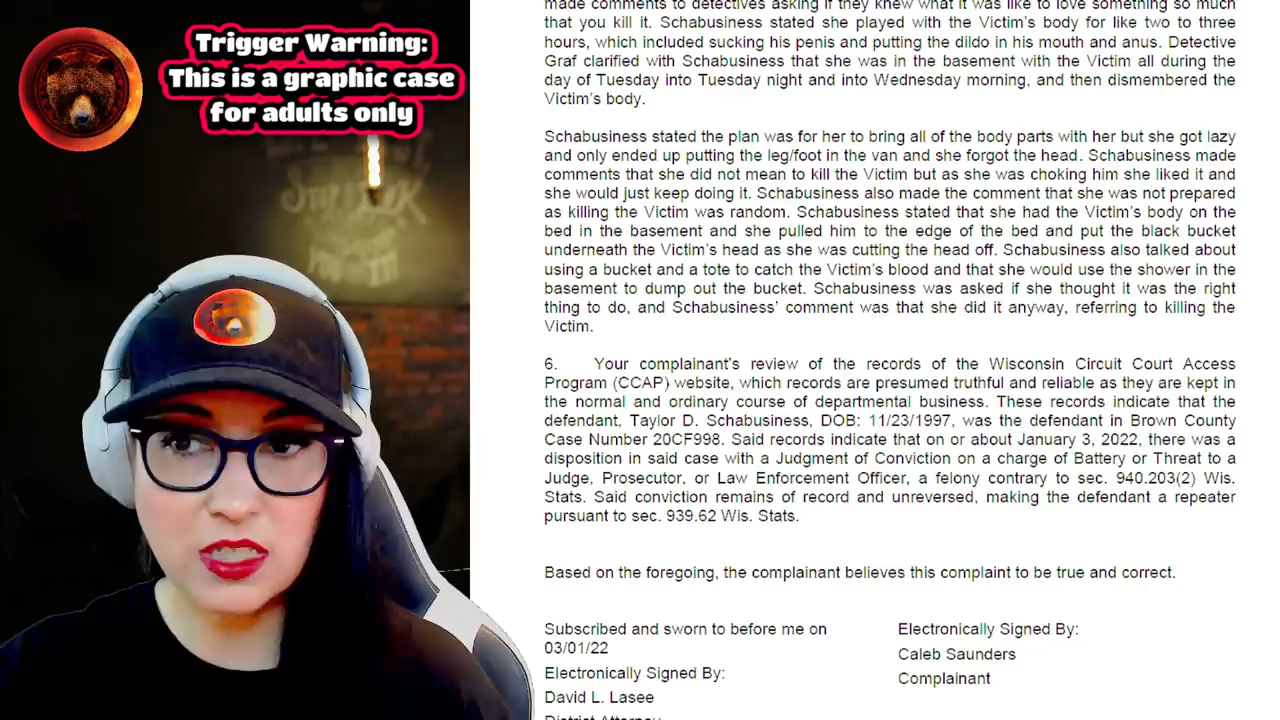 Trigger Warning:
This is a graphic case
for adults only
made comments to detectives asking if they knew what it was like to love something so much
that you kill it. Schabusiness stated she played with the Victim's body for like two to three
hours, which included sucking his penis and putting the dildo in his mouth and anus. Detective
Graf clarified with Schabusiness that she was in the basement with the Victim all during the
day of Tuesday into Tuesday night and into Wednesday morning, and then dismembered the
Victim's body.
Schabusiness stated the plan was for her to bring all of the body parts with her but she got lazy
and only ended up putting the leg/foot in the van and she forgot the head. Schabusiness made
comments that she did not mean to kill the Victim but as she was choking him she liked it and
she would just keep doing it. Schabusiness also made the comment that she was not prepared
as killing the Victim was random. Schabusiness stated that she had the Victim's body on the
bed in the basement and she pulled him to the edge of the bed and put the black bucket
underneath the Victim's head as she was cutting the head off. Schabusiness also talked about
using a bucket and a tote to catch the Victim's blood and that she would use the shower in the
basement to dump out the bucket. Schabusiness was asked if she thought it was the right
thing to do, and Schabusiness' comment was that she did it anyway, referring to killing the
Victim.
6. Your complainant's review of the records of the Wisconsin Circuit Court Access
Program (CCAP) website, which records are presumed truthful and reliable as they are kept in
the normal and ordinary course of departmental business. These records indicate that the
defendant, Taylor D. Schabusiness, DOB: 11/23/1997, was the defendant in Brown County
Case Number 20CF998. Said records indicate that on or about January 3, 2022, there was a
disposition in said case with a Judgment of Conviction on a charge of Battery or Threat to a
Judge, Prosecutor, or Law Enforcement Officer, a felony contrary to sec. 940.203(2) Wis.
Stats. Said conviction remains of record and unreversed, making the defendant a repeater
pursuant to sec. 939.62 Wis. Stats.
Based on the foregoing, the complainant believes this complaint to be true and correct.
Subscribed and sworn to before me on
03/01/22
Electronically Signed By:
David L. Lasee
District Attorney
Electronically Signed By:
Caleb Saunders
Complainant